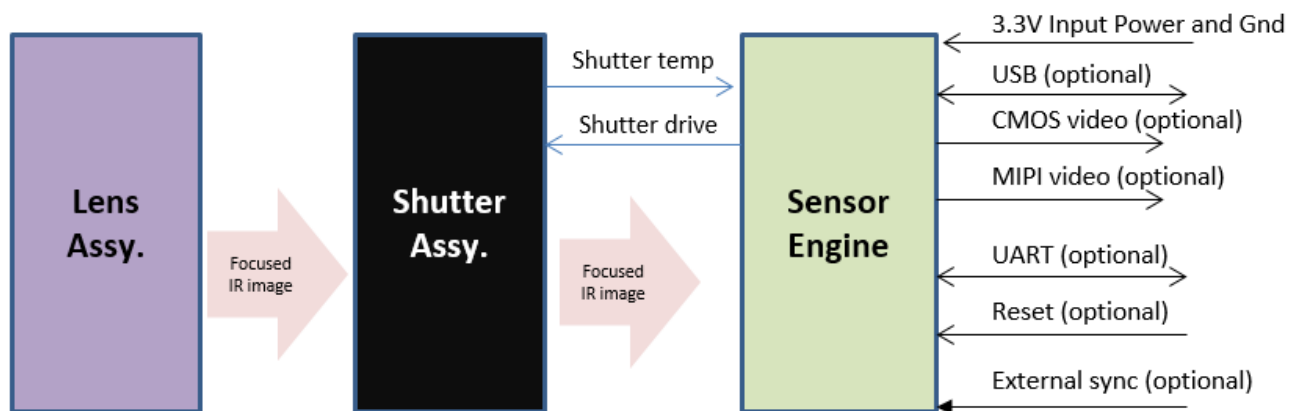 3.3V Input Power and Gnd
Shutter temp
USB (optional)
Shutter drive
CMOS video (optional)
MIPI video (optional)
Lens
Assy.
Shutter
Assy.
Sensor
Engine
Focused
IR image
Focused
IR image
UART (optional)
Reset (optional)
External sync (optional)